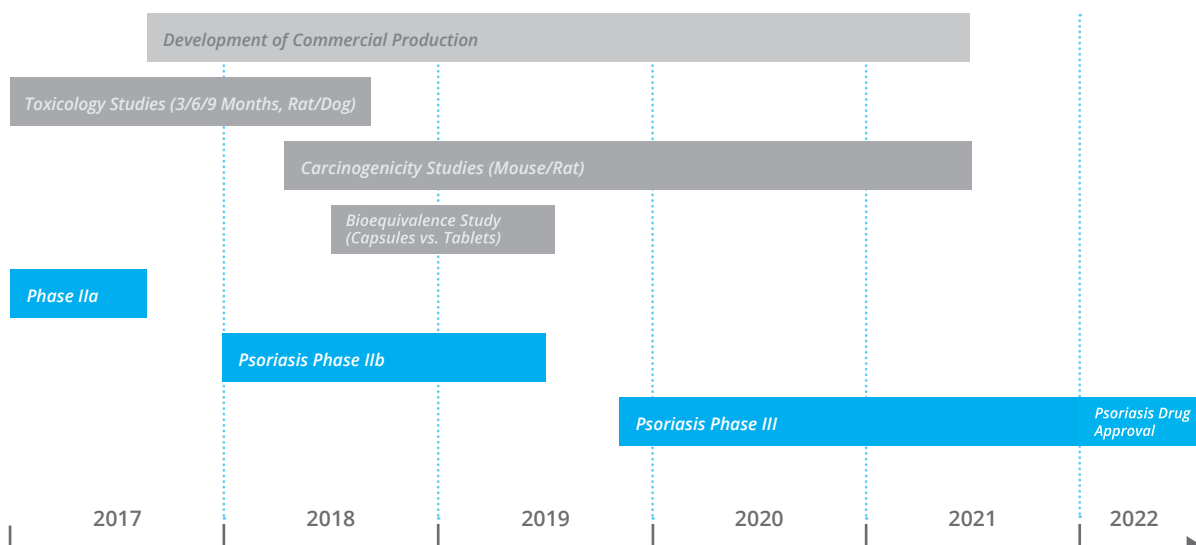 Development of Commercial Production
Toxicology Studies (3/6/9 Months, Rat/Dog)
Carcinogenicity Studies (Mouse/Rat)
Bioequivalence Study
(Capsules vs. Tablets)
Phase IIa
Psoriasis Phase IIb
Psoriasis Phase III
Psoriasis Drug
Approval
2017 2018 2019 2020 2021 2022